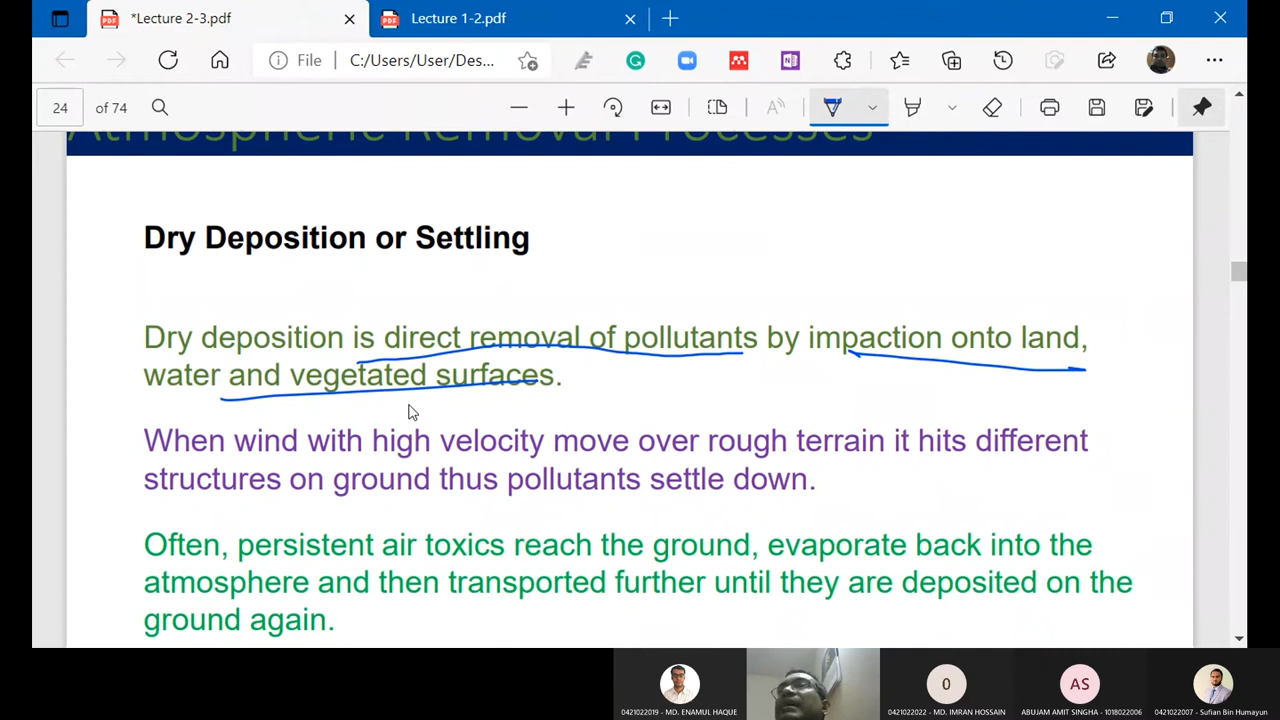 *Lecture 2-3.pdf
Lecture 1-2.pdf
File
C:/Users/User/Des...
24 of 74
Atmospheric Removal Processes
Dry Deposition or Settling
Dry deposition is direct removal of pollutants by impaction onto land,
water and vegetated surfaces.
When wind with high velocity move over rough terrain it hits different
structures on ground thus pollutants settle down.
Often, persistent air toxics reach the ground, evaporate back into the
atmosphere and then transported further until they are deposited on the
ground again.
0 AS
0421022019 - MD. ENAMUL HAQUE
0421022022 - MD. IMRAN HOSSAIN
ABUJAM AMIT SINGHA - 1018022006
0421022007 - Sufian Bin Humayun